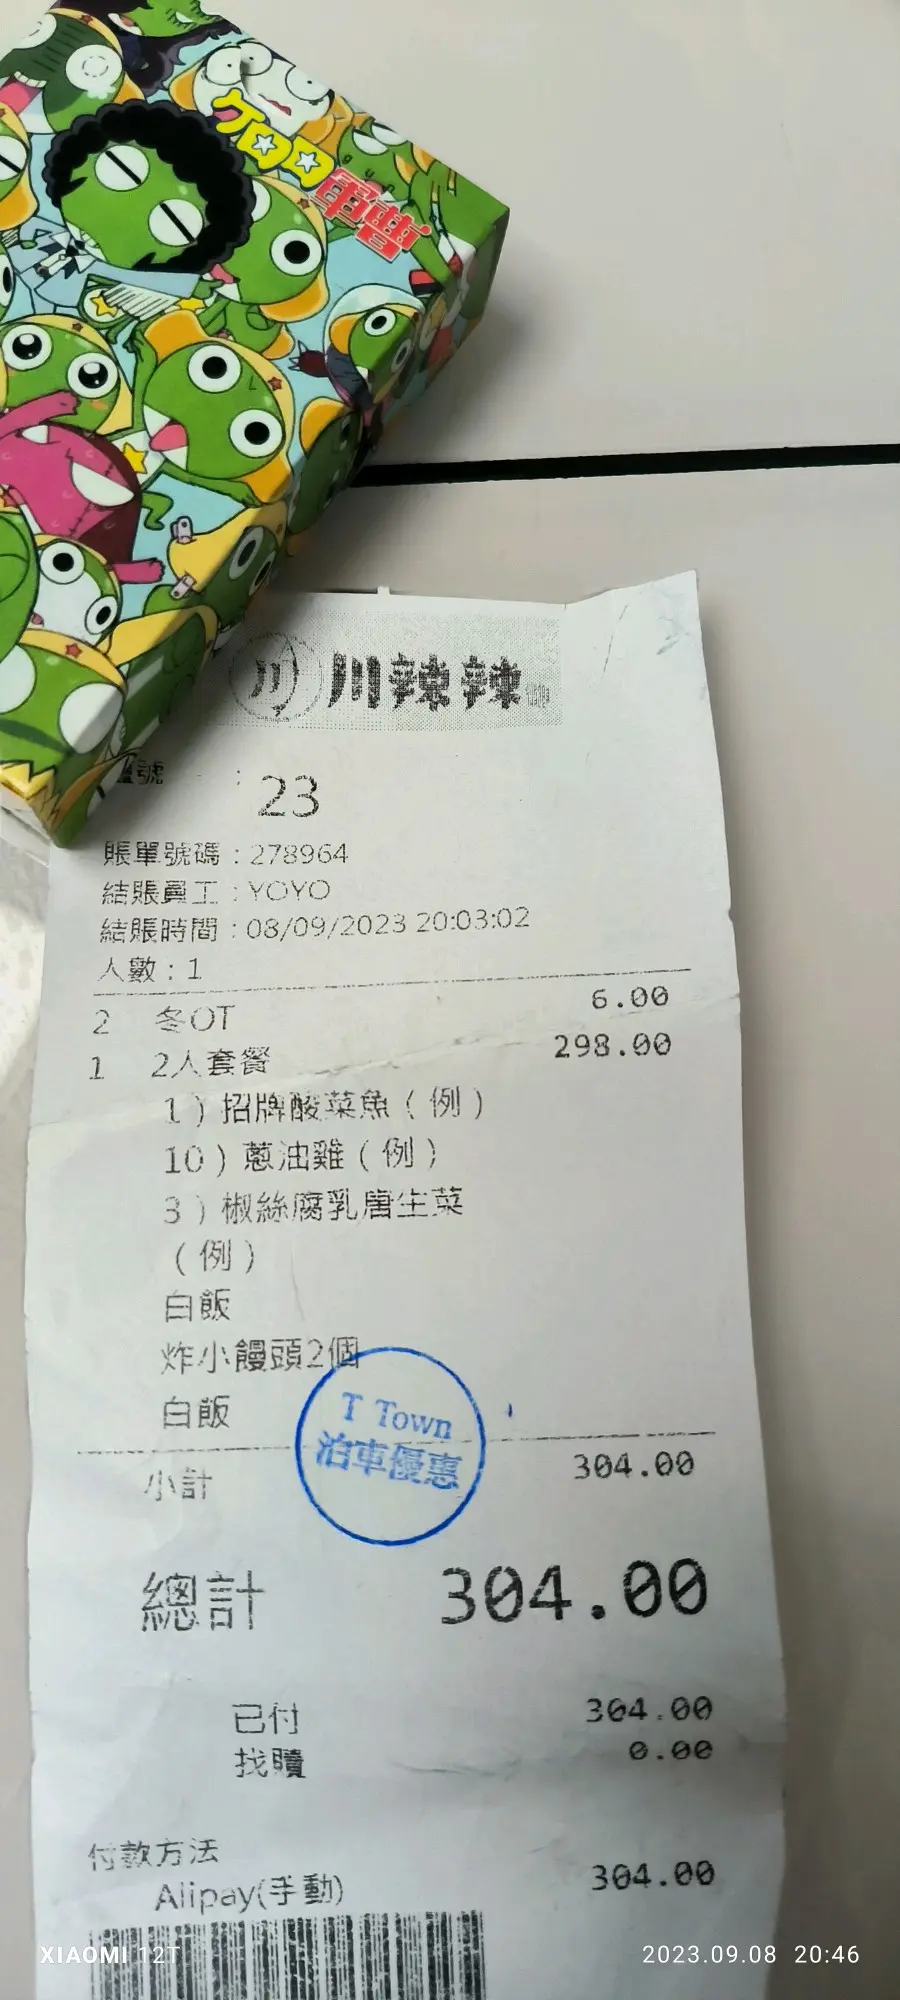 ケロロ
軍曹
川 川辣辣
號 :
23
賬單號碼 : 278964
結賬員工 : YOYO
結賬時間 : 08/09/2023 20:03:02
人數 : 1
2 冬OT 6.00
1 2人套餐 298.00
1 ) 招牌酸菜魚 ( 例 )
10 ) 蔥油雞 ( 例 )
3 ) 椒絲腐乳唐生菜
( 例 )
白飯
炸小饅頭2個
白飯
T Town
泊車優惠
小計 304.00
總計 304.00
已付 304.00
找贖 0.00
付款方法
Alipay(手動) 304.00
XIAOMI 12T 2023.09.08 20:46